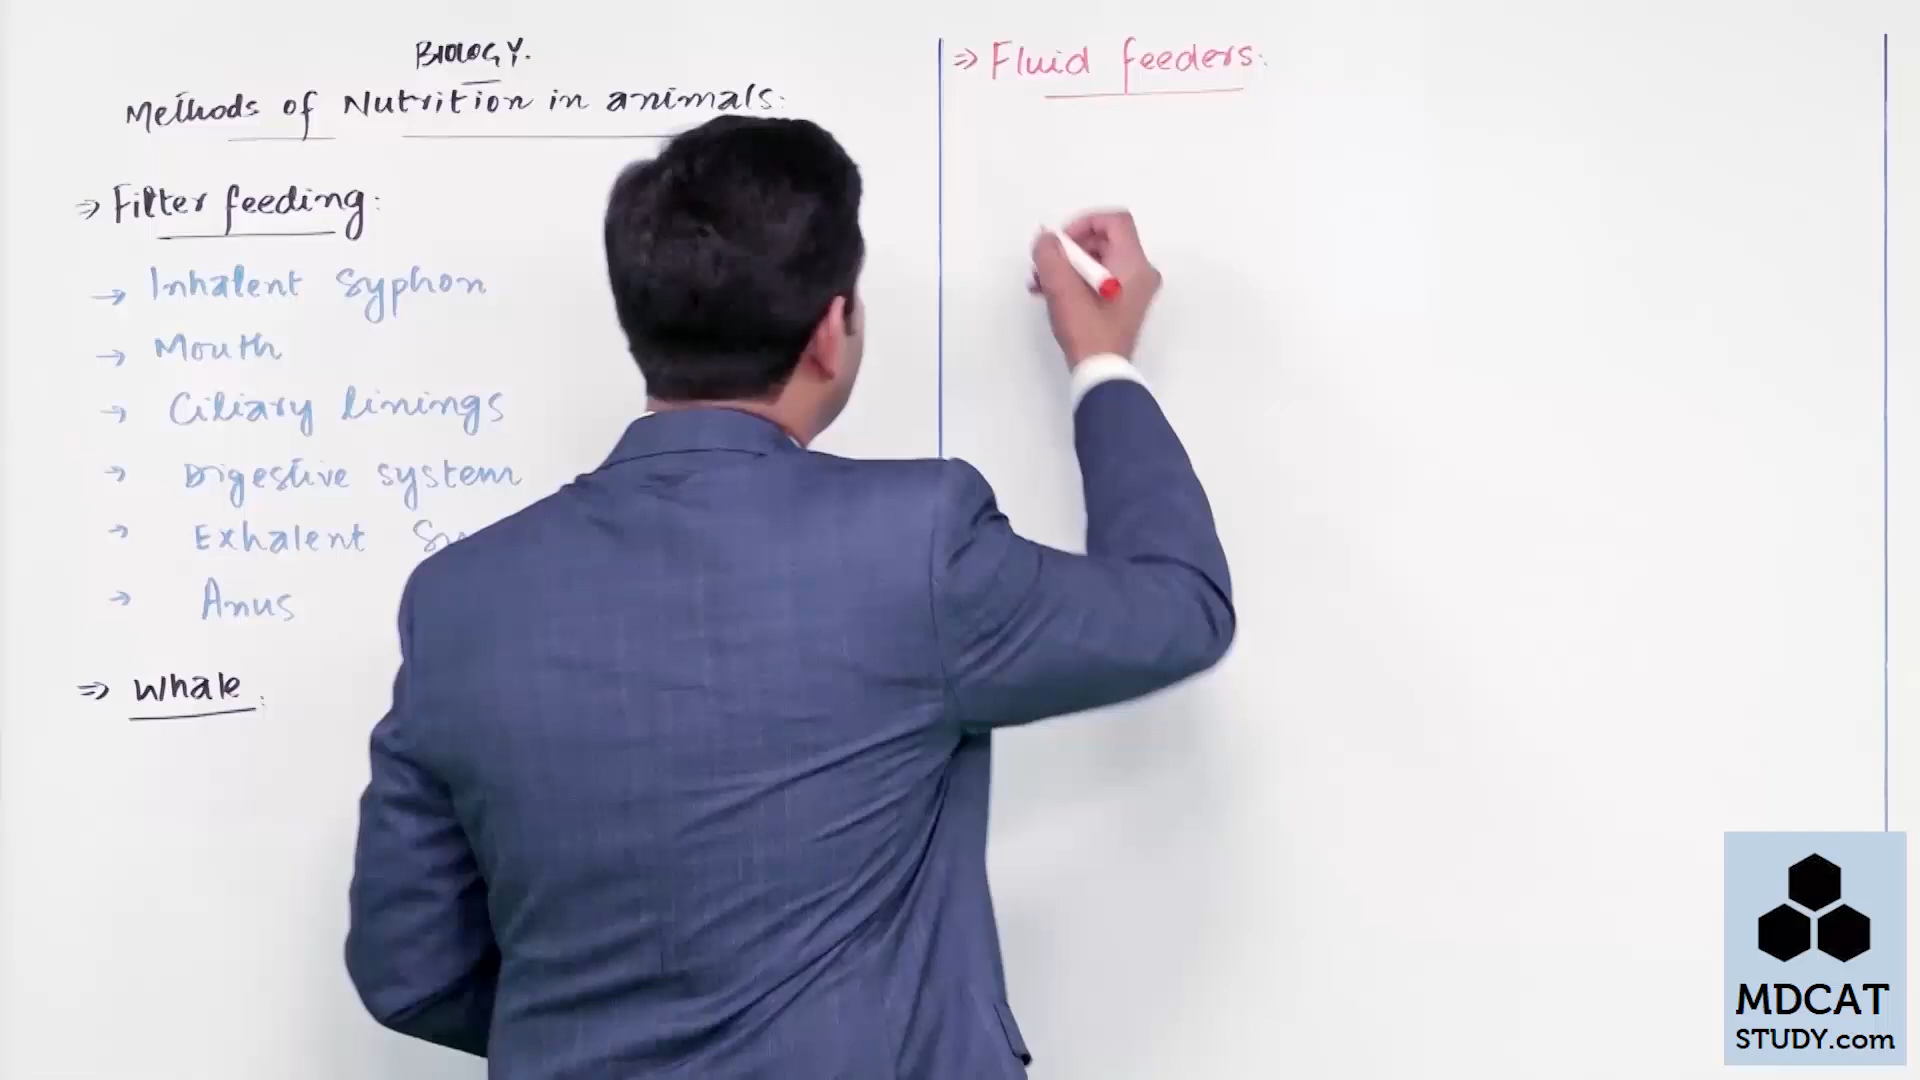 BIOLOGY.
Methods of Nutrition in animals:
⇒ Filter feeding:
→ Inhalent Syphon
→ Mouth
→ Ciliary linings
→ Digestive system
→ Exhalent
→ Anus
⇒ Whale:
⇒ Fluid feeders:
MDCAT
STUDY.com